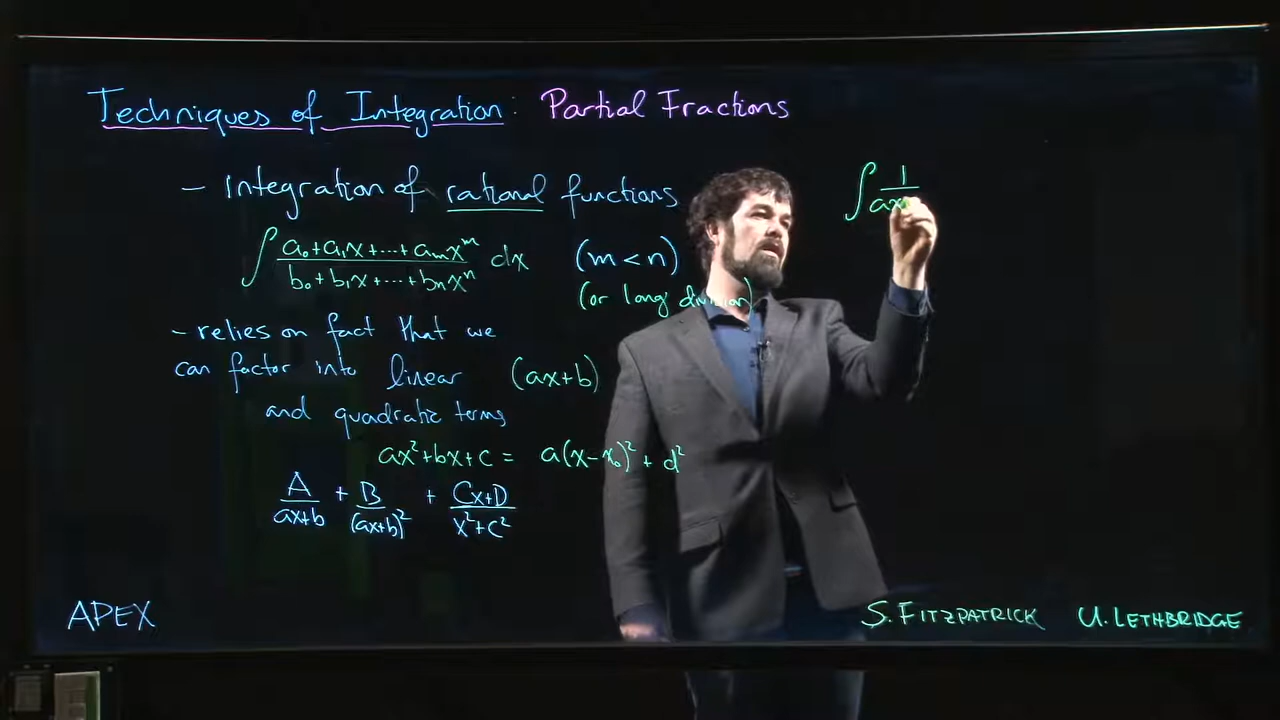 Techniques of Integration: Partial Fractions
- Integration of rational functions
∫ (a₀+a₁x+⋯+aₘxᵐ)/(b₀+b₁x+⋯+bₙxⁿ) dx (m < n)
(or long division)
- relies on fact that we
can factor into linear (ax+b)
and quadratic terms
ax²+bx+c = a(x-x₀)² + d²
A/(ax+b) + B/(ax+b)² + (Cx+D)/(x²+c²)
∫ 1/ax
APEX
S. FITZPATRICK U. LETHBRIDGE